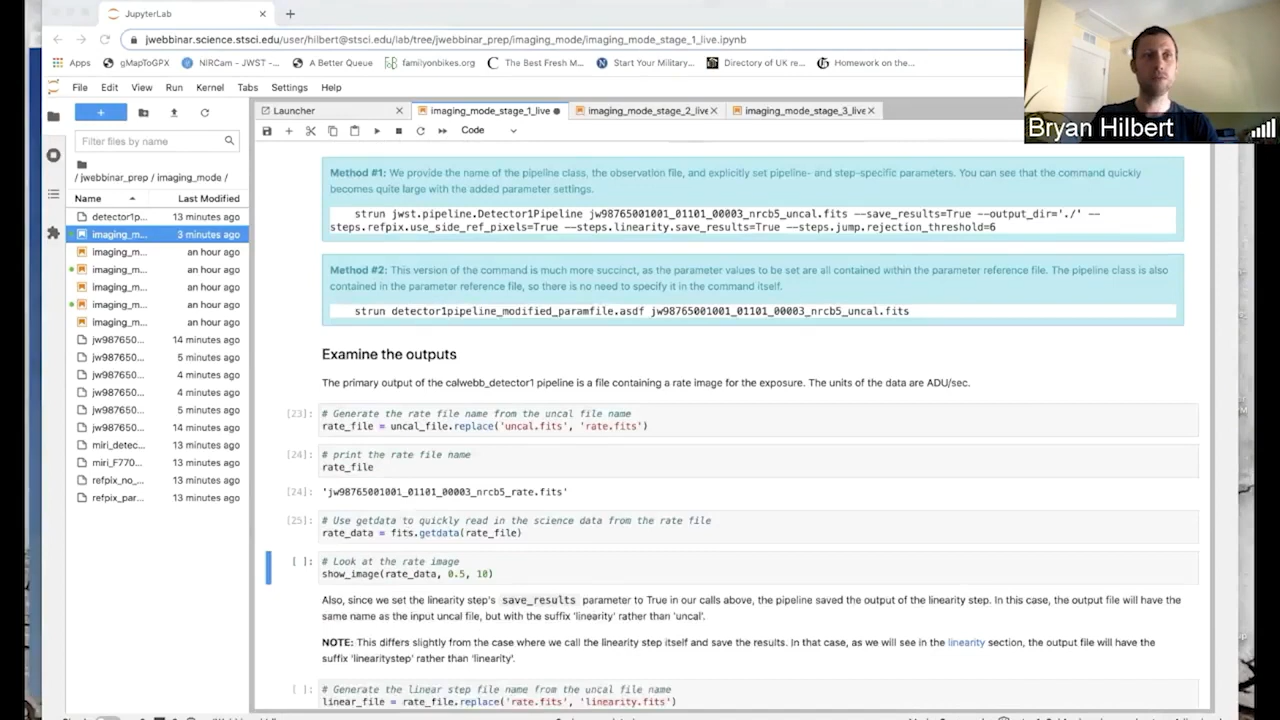 JupyterLab
jwebbinar.science.stsci.edu/user/hilbert@stsci.edu/lab/tree/jwebbinar_prep/imaging_mode/imaging_mode_stage_1_live.ipynb
Apps gMapToGPX NIRCam - JWST -... A Better Queue familyonbikes.org The Best Fresh M... Start Your Military... Directory of UK re... Homework on the...
File Edit View Run Kernel Tabs Settings Help
Launcher imaging_mode_stage_1_live imaging_mode_stage_2_live imaging_mode_stage_3_live
Bryan Hilbert
Code
Filter files by name
/ jwebbinar_prep / imaging_mode /
Name Last Modified
detector1p... 13 minutes ago
imaging_m... 3 minutes ago
imaging_m... an hour ago
imaging_m... an hour ago
imaging_m... an hour ago
imaging_m... an hour ago
imaging_m... an hour ago
jw987650... 14 minutes ago
jw987650... 5 minutes ago
jw987650... 4 minutes ago
jw987650... 4 minutes ago
jw987650... 5 minutes ago
jw987650... 14 minutes ago
miri_detec... 13 minutes ago
miri_F770... 13 minutes ago
refpix_no_... 13 minutes ago
refpix_par... 13 minutes ago
Method #1: We provide the name of the pipeline class, the observation file, and explicitly set pipeline- and step-specific parameters. You can see that the command quickly
becomes quite large with the added parameter settings.
strun jwst.pipeline.Detector1Pipeline jw98765001001_01101_00003_nrcb5_uncal.fits --save_results=True --output_dir='./' --
steps.refpix.use_side_ref_pixels=True --steps.linearity.save_results=True --steps.jump.rejection_threshold=6
Method #2: This version of the command is much more succinct, as the parameter values to be set are all contained within the parameter reference file. The pipeline class is also
contained in the parameter reference file, so there is no need to specify it in the command itself.
strun detector1pipeline_modified_paramfile.asdf jw98765001001_01101_00003_nrcb5_uncal.fits
Examine the outputs
The primary output of the calwebb_detector1 pipeline is a file containing a rate image for the exposure. The units of the data are ADU/sec.
[23]: # Generate the rate file name from the uncal file name
rate_file = uncal_file.replace('uncal.fits', 'rate.fits')
[24]: # print the rate file name
rate_file
[24]: 'jw98765001001_01101_00003_nrcb5_rate.fits'
[25]: # Use getdata to quickly read in the science data from the rate file
rate_data = fits.getdata(rate_file)
[ ]: # Look at the rate image
show_image(rate_data, 0.5, 10)
Also, since we set the linearity step's save_results parameter to True in our calls above, the pipeline saved the output of the linearity step. In this case, the output file will have the
same name as the input uncal file, but with the suffix 'linearity' rather than 'uncal'.
NOTE: This differs slightly from the case where we call the linearity step itself and save the results. In that case, as we will see in the linearity section, the output file will have the
suffix 'linearitystep' rather than 'linearity'.
[ ]: # Generate the linear step file name from the uncal file name
linear_file = rate_file.replace('rate.fits', 'linearity.fits')